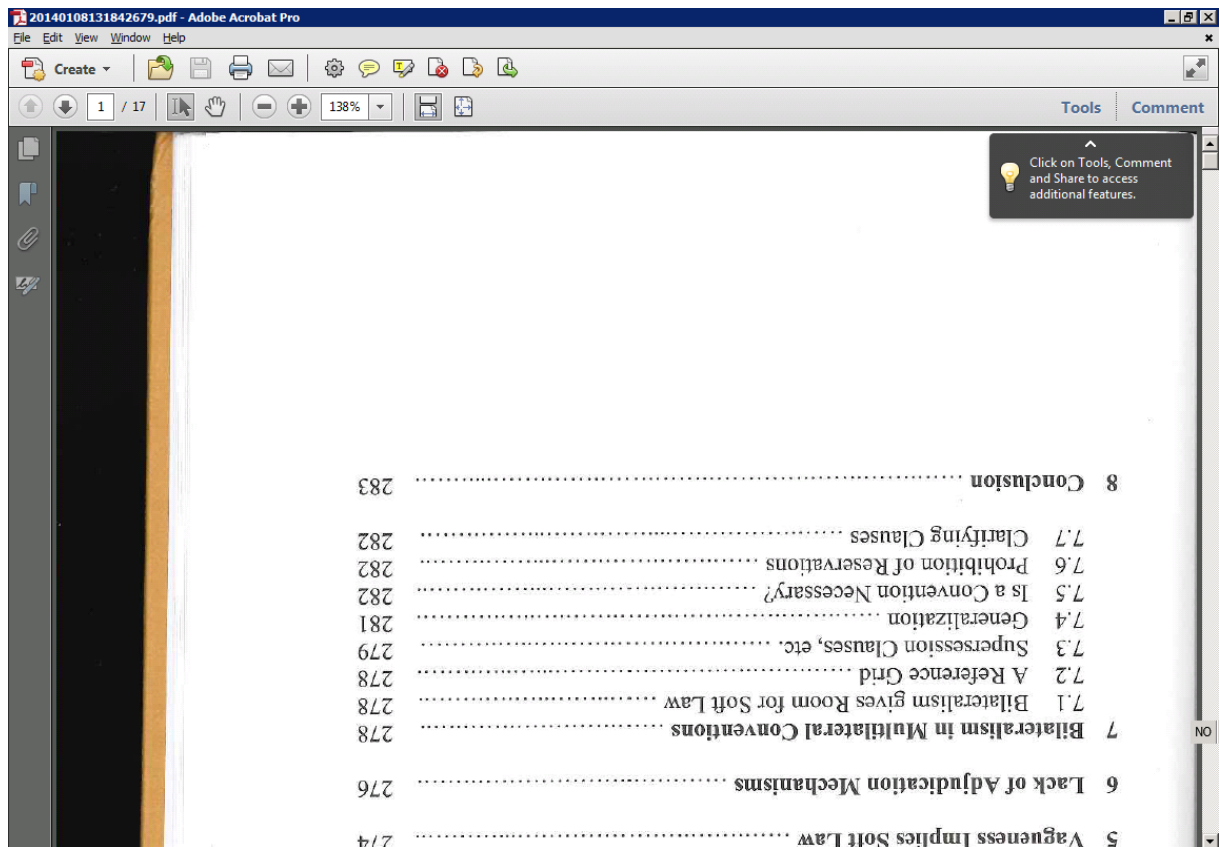 20140108131842679.pdf - Adobe Acrobat Pro
File Edit View Window Help
Create
1 / 17 138% Tools Comment
Click on Tools, Comment
and Share to access
additional features.
5 Vagueness Implies Soft Law ........ 274
6 Lack of Adjudication Mechanisms ........ 276
7 Bilateralism in Multilateral Conventions ........ 278
7.1 Bilateralism gives Room for Soft Law ........ 278
7.2 A Reference Grid ........ 278
7.3 Supersession Clauses, etc. ........ 279
7.4 Generalization ........ 281
7.5 Is a Convention Necessary? ........ 282
7.6 Prohibition of Reservations ........ 282
7.7 Clarifying Clauses ........ 282
8 Conclusion ........ 283
NO